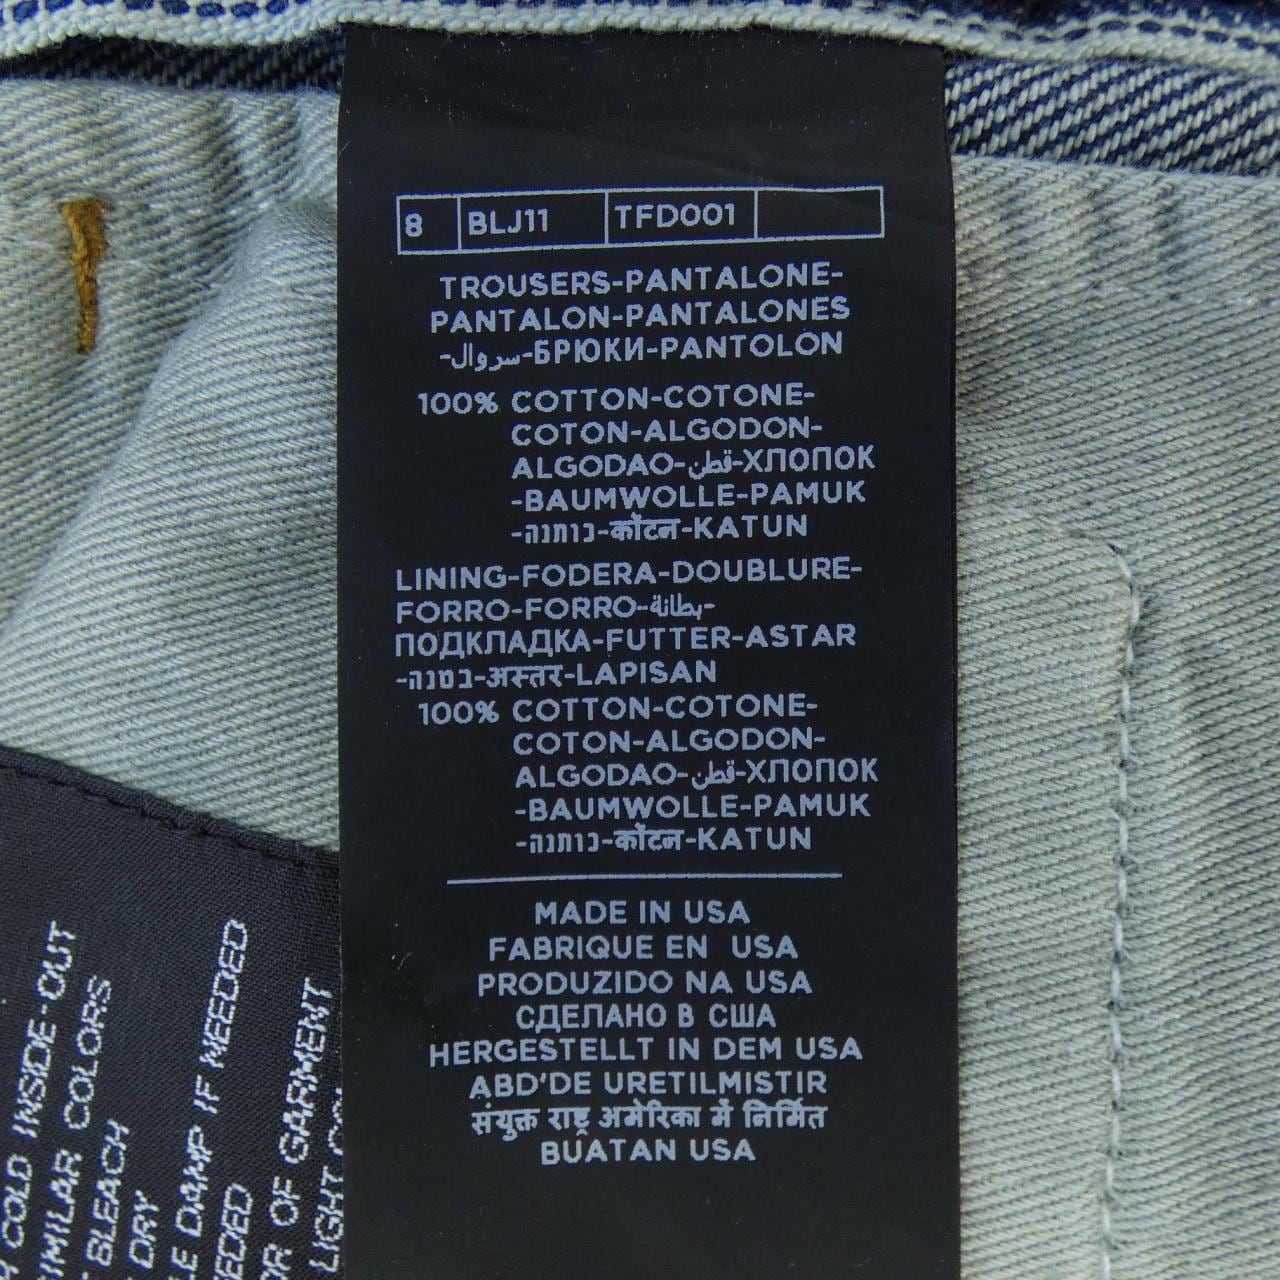 8 BLJ11 TFD001
TROUSERS-PANTALONE-
PANTALON-PANTALONES
-سروال-БРЮКИ-PANTOLON
100% COTTON-COTONE-
COTON-ALGODON-
ALGODAO-قطن-ХЛОПОК
-BAUMWOLLE-PAMUK
-כותנה-कॉटन-KATUN
LINING-FODERA-DOUBLURE-
FORRO-FORRO-بطانة-
ПОДКЛАДКА-FUTTER-ASTAR
-בטנה-अस्तर-LAPISAN
100% COTTON-COTONE-
COTON-ALGODON-
ALGODAO-قطن-ХЛОПОК
-BAUMWOLLE-PAMUK
-כותנה-कॉटन-KATUN
MADE IN USA
FABRIQUE EN USA
PRODUZIDO NA USA
СДЕЛАНО В США
HERGESTELLT IN DEM USA
ABD'DE URETILMISTIR
संयुक्त राष्ट्र अमेरिका में निर्मित
BUATAN USA
COLD INSIDE-OUT
SIMILAR COLORS
BLEACH
DRY
DAMP IF NEEDED
OF GARMENT
LIGHT